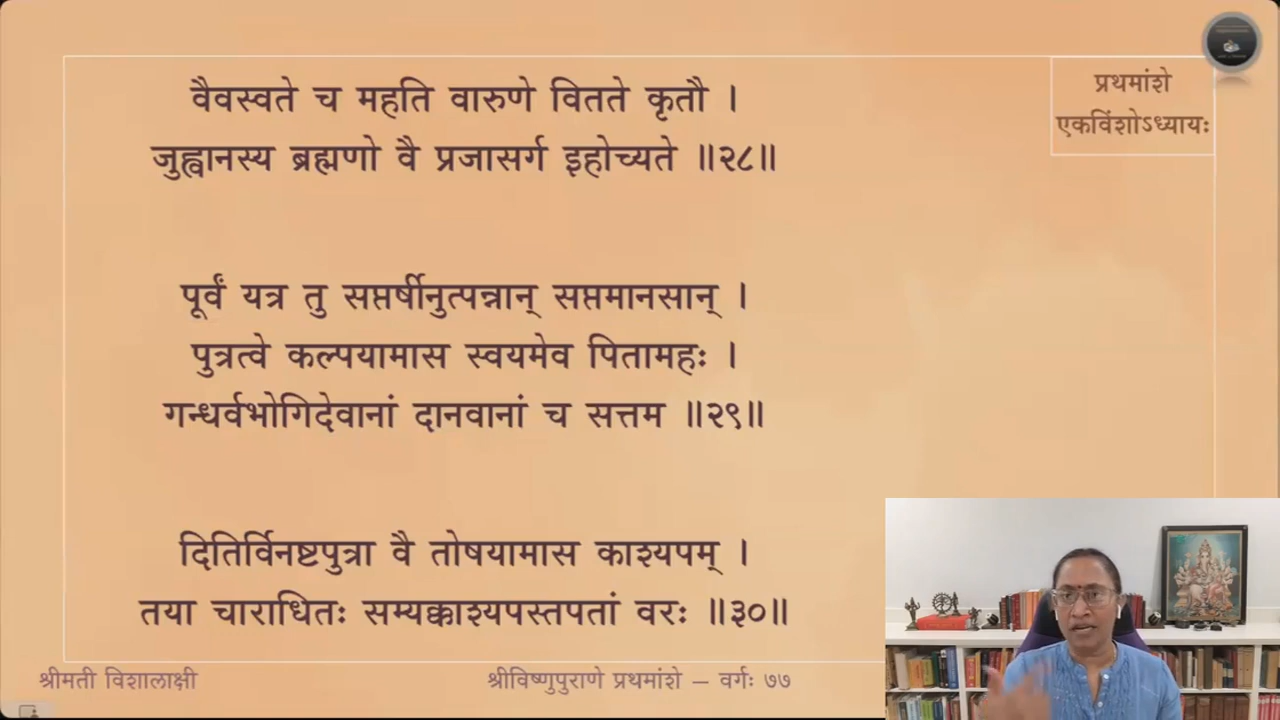 वैवस्वते च महति वारुणे वितते कृतौ ।
जुह्वानस्य ब्रह्मणो वै प्रजासर्ग इहोच्यते ॥२८॥
पूर्वं यत्र तु सप्तर्षीनुत्पन्नान् सप्तमानसान् ।
पुत्रत्वे कल्पयामास स्वयमेव पितामहः ।
गन्धर्वभोगिदेवानां दानवानां च सत्तम ॥२९॥
दितिर्विनष्टपुत्रा वै तोषयामास काश्यपम् ।
तया चाराधितः सम्यक्काश्यपस्तपतां वरः ॥३०॥
प्रथमांशे
एकविंशोऽध्यायः
श्रीमती विशालाक्षी
श्रीविष्णुपुराणे प्रथमांशे – वर्गः ७७